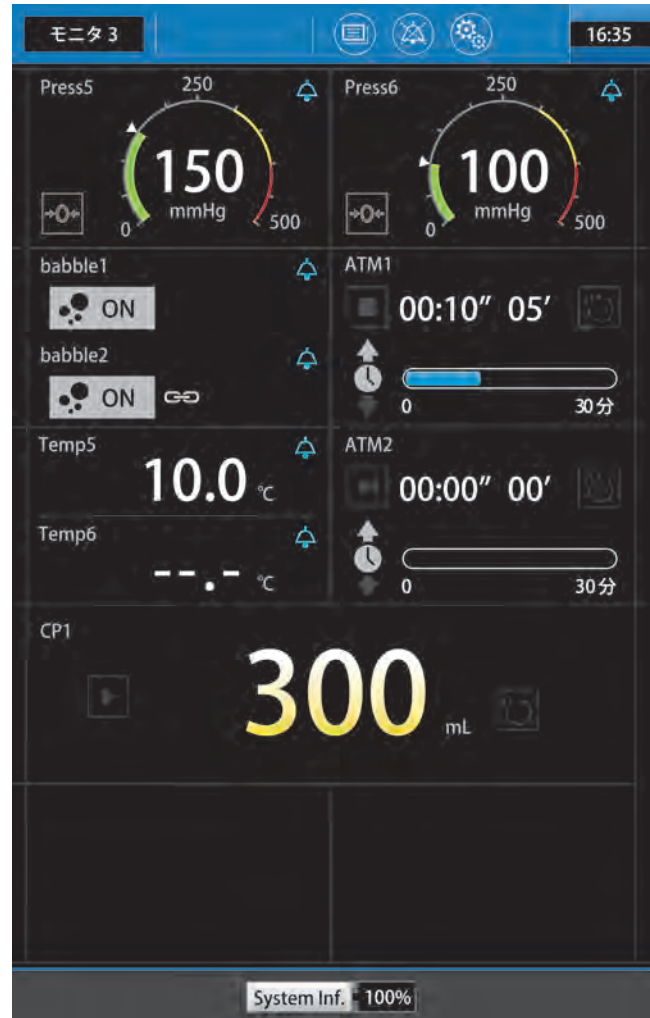 モニタ 3
16:35
Press5
250
150
mmHg
0
500
Press6
250
100
mmHg
0
500
babble1
ON
babble2
ON
ATM1
00:10″ 05′
0
30分
Temp5
10.0 ℃
Temp6
--.- ℃
ATM2
00:00″ 00′
0
30分
CP1
300 mL
System Inf. 100%